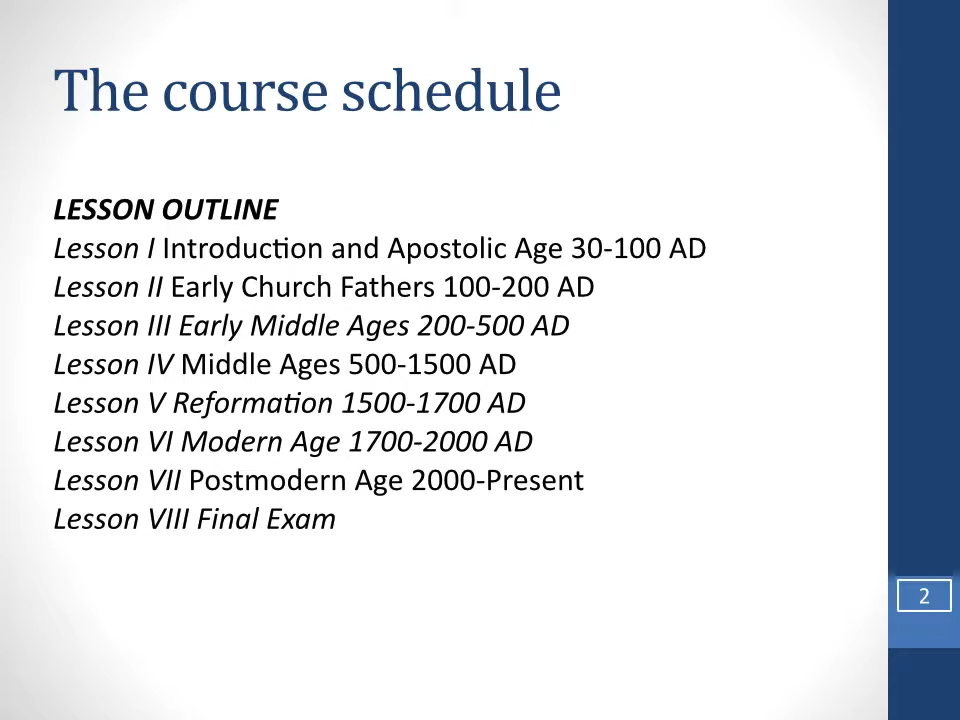 The course schedule
LESSON OUTLINE
Lesson I Introduction and Apostolic Age 30-100 AD
Lesson II Early Church Fathers 100-200 AD
Lesson III Early Middle Ages 200-500 AD
Lesson IV Middle Ages 500-1500 AD
Lesson V Reformation 1500-1700 AD
Lesson VI Modern Age 1700-2000 AD
Lesson VII Postmodern Age 2000-Present
Lesson VIII Final Exam
2